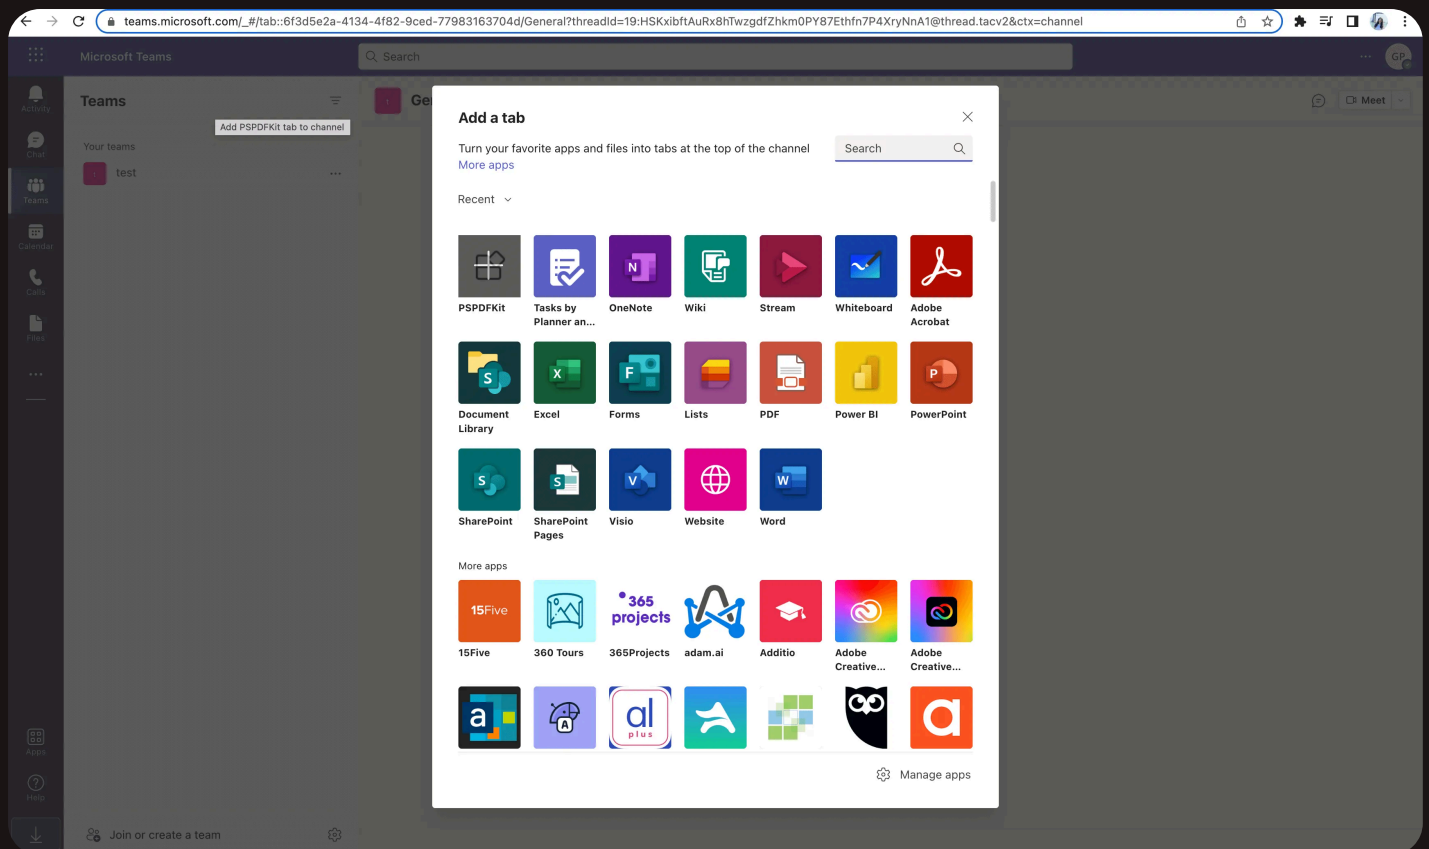 teams.microsoft.com/_#/tab::6f3d5e2a-4134-4f82-9ced-77983163704d/General?threadId=19:HSKxibftAuRx8hTwzgdfZhkm0PY87Ethfn7P4XryNnA1@thread.tacv2&ctx=channel
Microsoft Teams
Search
GP
Activity
Chat
Teams
Calendar
Calls
Files
Apps
Help
Teams
Add PSPDFKit tab to channel
Your teams
test
Join or create a team
Ge
Meet
Add a tab
Turn your favorite apps and files into tabs at the top of the channel
More apps
Search
Recent
PSPDFKit
Tasks by
Planner an...
N
OneNote
Wiki
Stream
Whiteboard
Adobe
Acrobat
S
Document
Library
X
Excel
F
Forms
Lists
PDF
Power BI
P
PowerPoint
S
SharePoint
S
SharePoint
Pages
V
Visio
Website
W
Word
More apps
15Five
15Five
360 Tours
365
projects
365Projects
adam.ai
Additio
Adobe
Creative...
Adobe
Creative...
a
A
al
plus
a
Manage apps